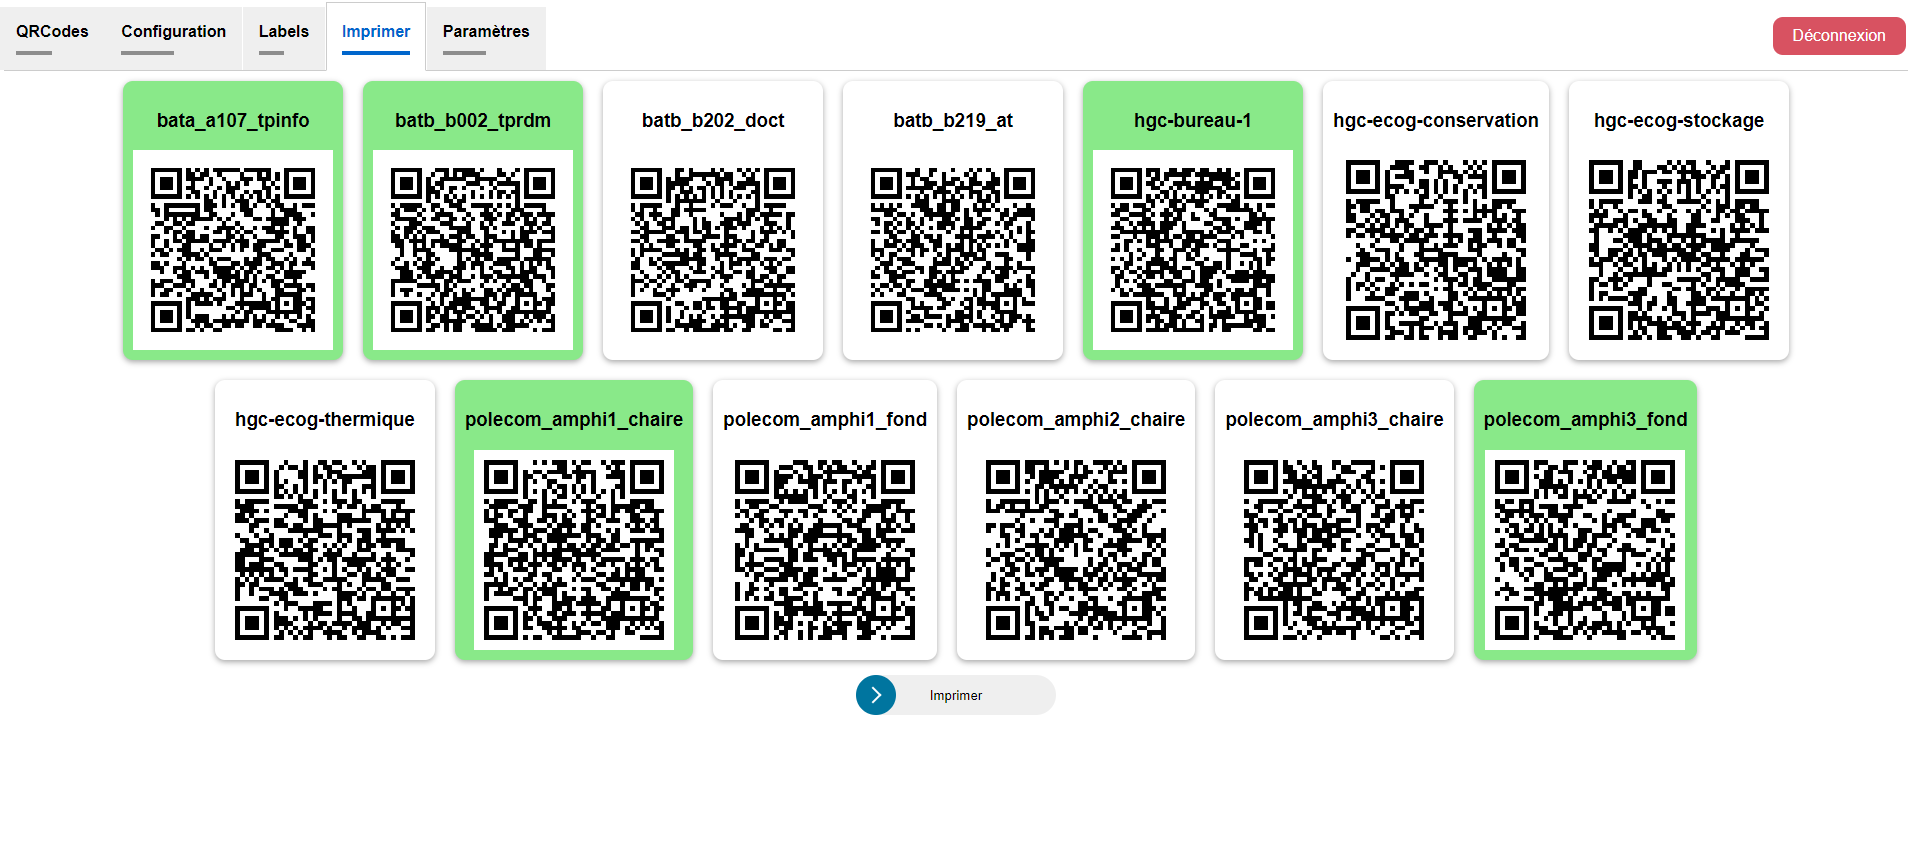 QRCodes
Configuration
Labels
Imprimer
Paramètres
Déconnexion
bata_a107_tpinfo
batb_b002_tprdm
batb_b202_doct
batb_b219_at
hgc-bureau-1
hgc-ecog-conservation
hgc-ecog-stockage
hgc-ecog-thermique
polecom_amphi1_chaire
polecom_amphi1_fond
polecom_amphi2_chaire
polecom_amphi3_chaire
polecom_amphi3_fond
Imprimer